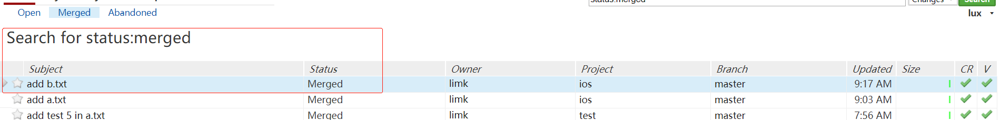 status:merged Changes Search
Open Merged Abandoned lux
Search for status:merged
Subject Status Owner Project Branch Updated Size CR V
add b.txt Merged limk ios master 9:17 AM
add a.txt Merged limk ios master 9:03 AM
add test 5 in a.txt Merged limk test master 7:56 AM